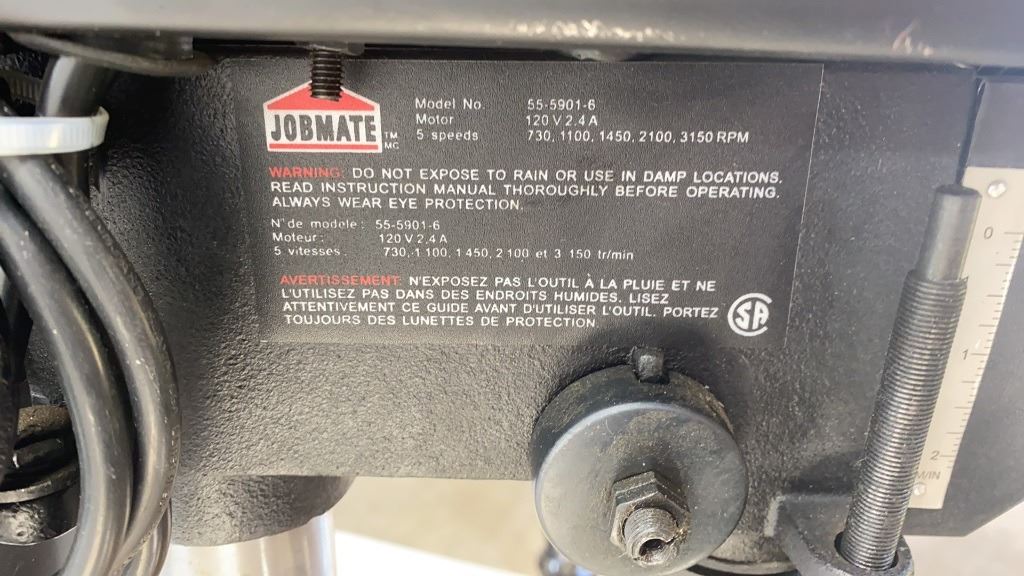 JOBMATE TM
MC
Model No. 55-5901-6
Motor 120 V 2.4 A
5 speeds 730, 1100, 1450, 2100, 3150 RPM
WARNING: DO NOT EXPOSE TO RAIN OR USE IN DAMP LOCATIONS.
READ INSTRUCTION MANUAL THOROUGHLY BEFORE OPERATING.
ALWAYS WEAR EYE PROTECTION.
N° de modele : 55-5901-6
Moteur : 120 V 2.4 A
5 vitesses 730, 1 100, 1 450, 2 100 et 3 150 tr/min
AVERTISSEMENT: N'EXPOSEZ PAS L'OUTIL À LA PLUIE ET NE
L'UTILISEZ PAS DANS DES ENDROITS HUMIDES. LISEZ
ATTENTIVEMENT CE GUIDE AVANT D'UTILISER L'OUTIL. PORTEZ
TOUJOURS DES LUNETTES DE PROTECTION.
SA
0
1
2
/IN